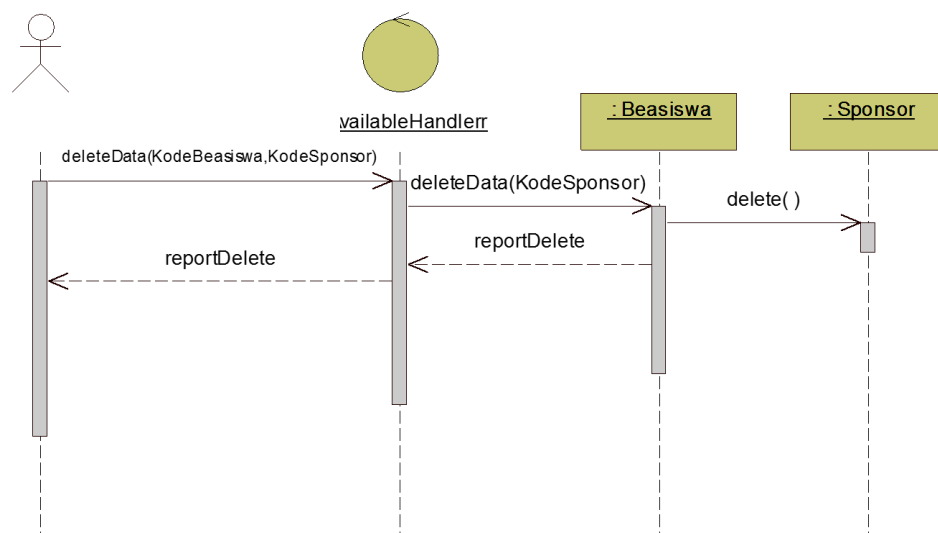 vailableHandlerr
: Beasiswa
: Sponsor
deleteData(KodeBeasiswa,KodeSponsor)
deleteData(KodeSponsor)
delete( )
reportDelete
reportDelete